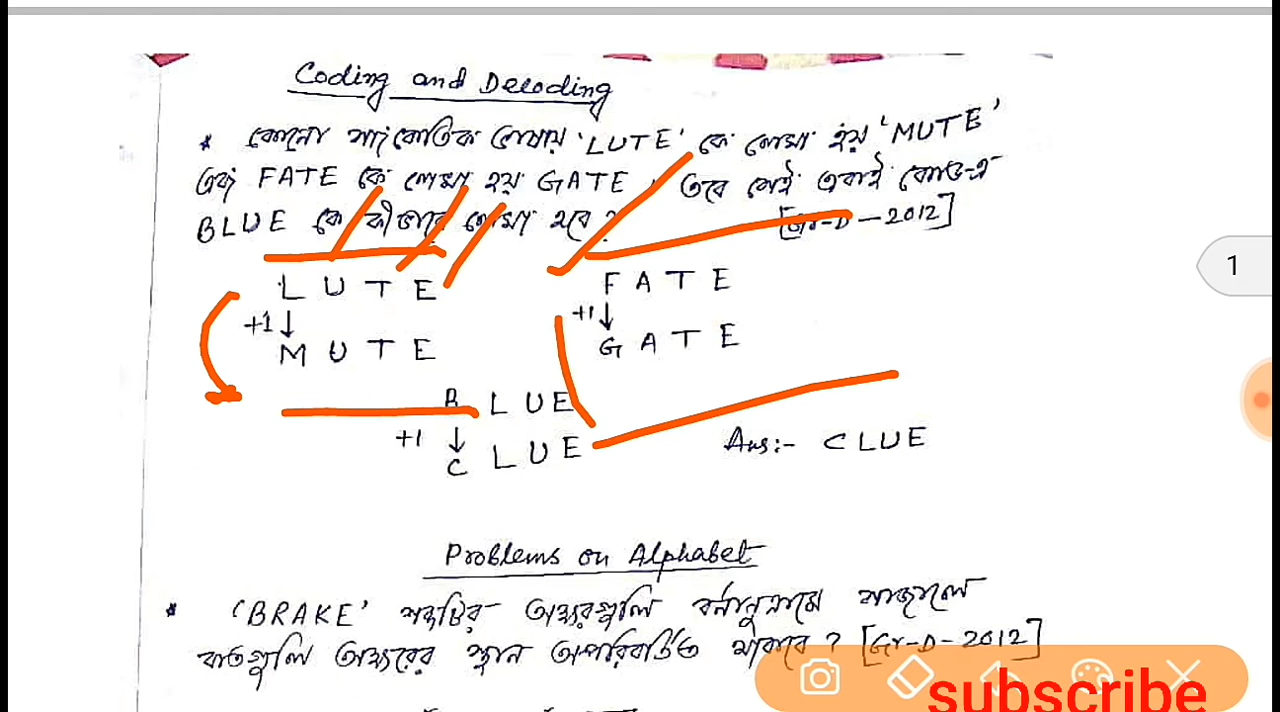 Coding and Decoding
* কোনো সাংকেতিক ভাষায় 'LUTE' কে লেখা হয় 'MUTE'
এবং FATE কে লেখা হয় GATE, তবে সেই একই কোড-এ
BLUE কে কীভাবে লেখা হবে? [Gr-D-2012]
L U T E F A T E
+1↓ +1↓
M U T E G A T E
B L U E
+1 ↓
C L U E Ans:- CLUE
1
Problems on Alphabet
* 'BRAKE' শব্দটির অক্ষরগুলি বর্ণানুক্রমে সাজালে
কতগুলি অক্ষরের স্থান অপরিবর্তিত থাকবে? [Gr-D-2012]
subscribe